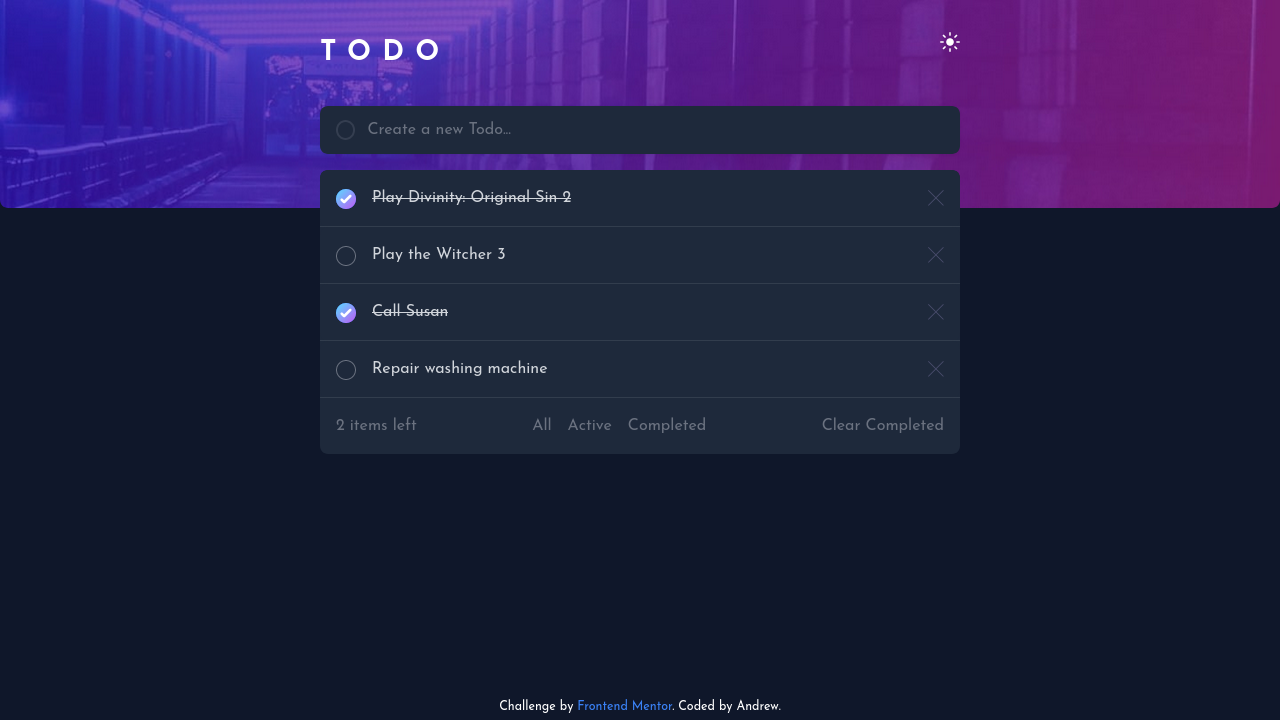 TODO
Create a new Todo...
Play Divinity: Original Sin 2
Play the Witcher 3
Call Susan
Repair washing machine
2 items left All Active Completed Clear Completed
Challenge by Frontend Mentor. Coded by Andrew.